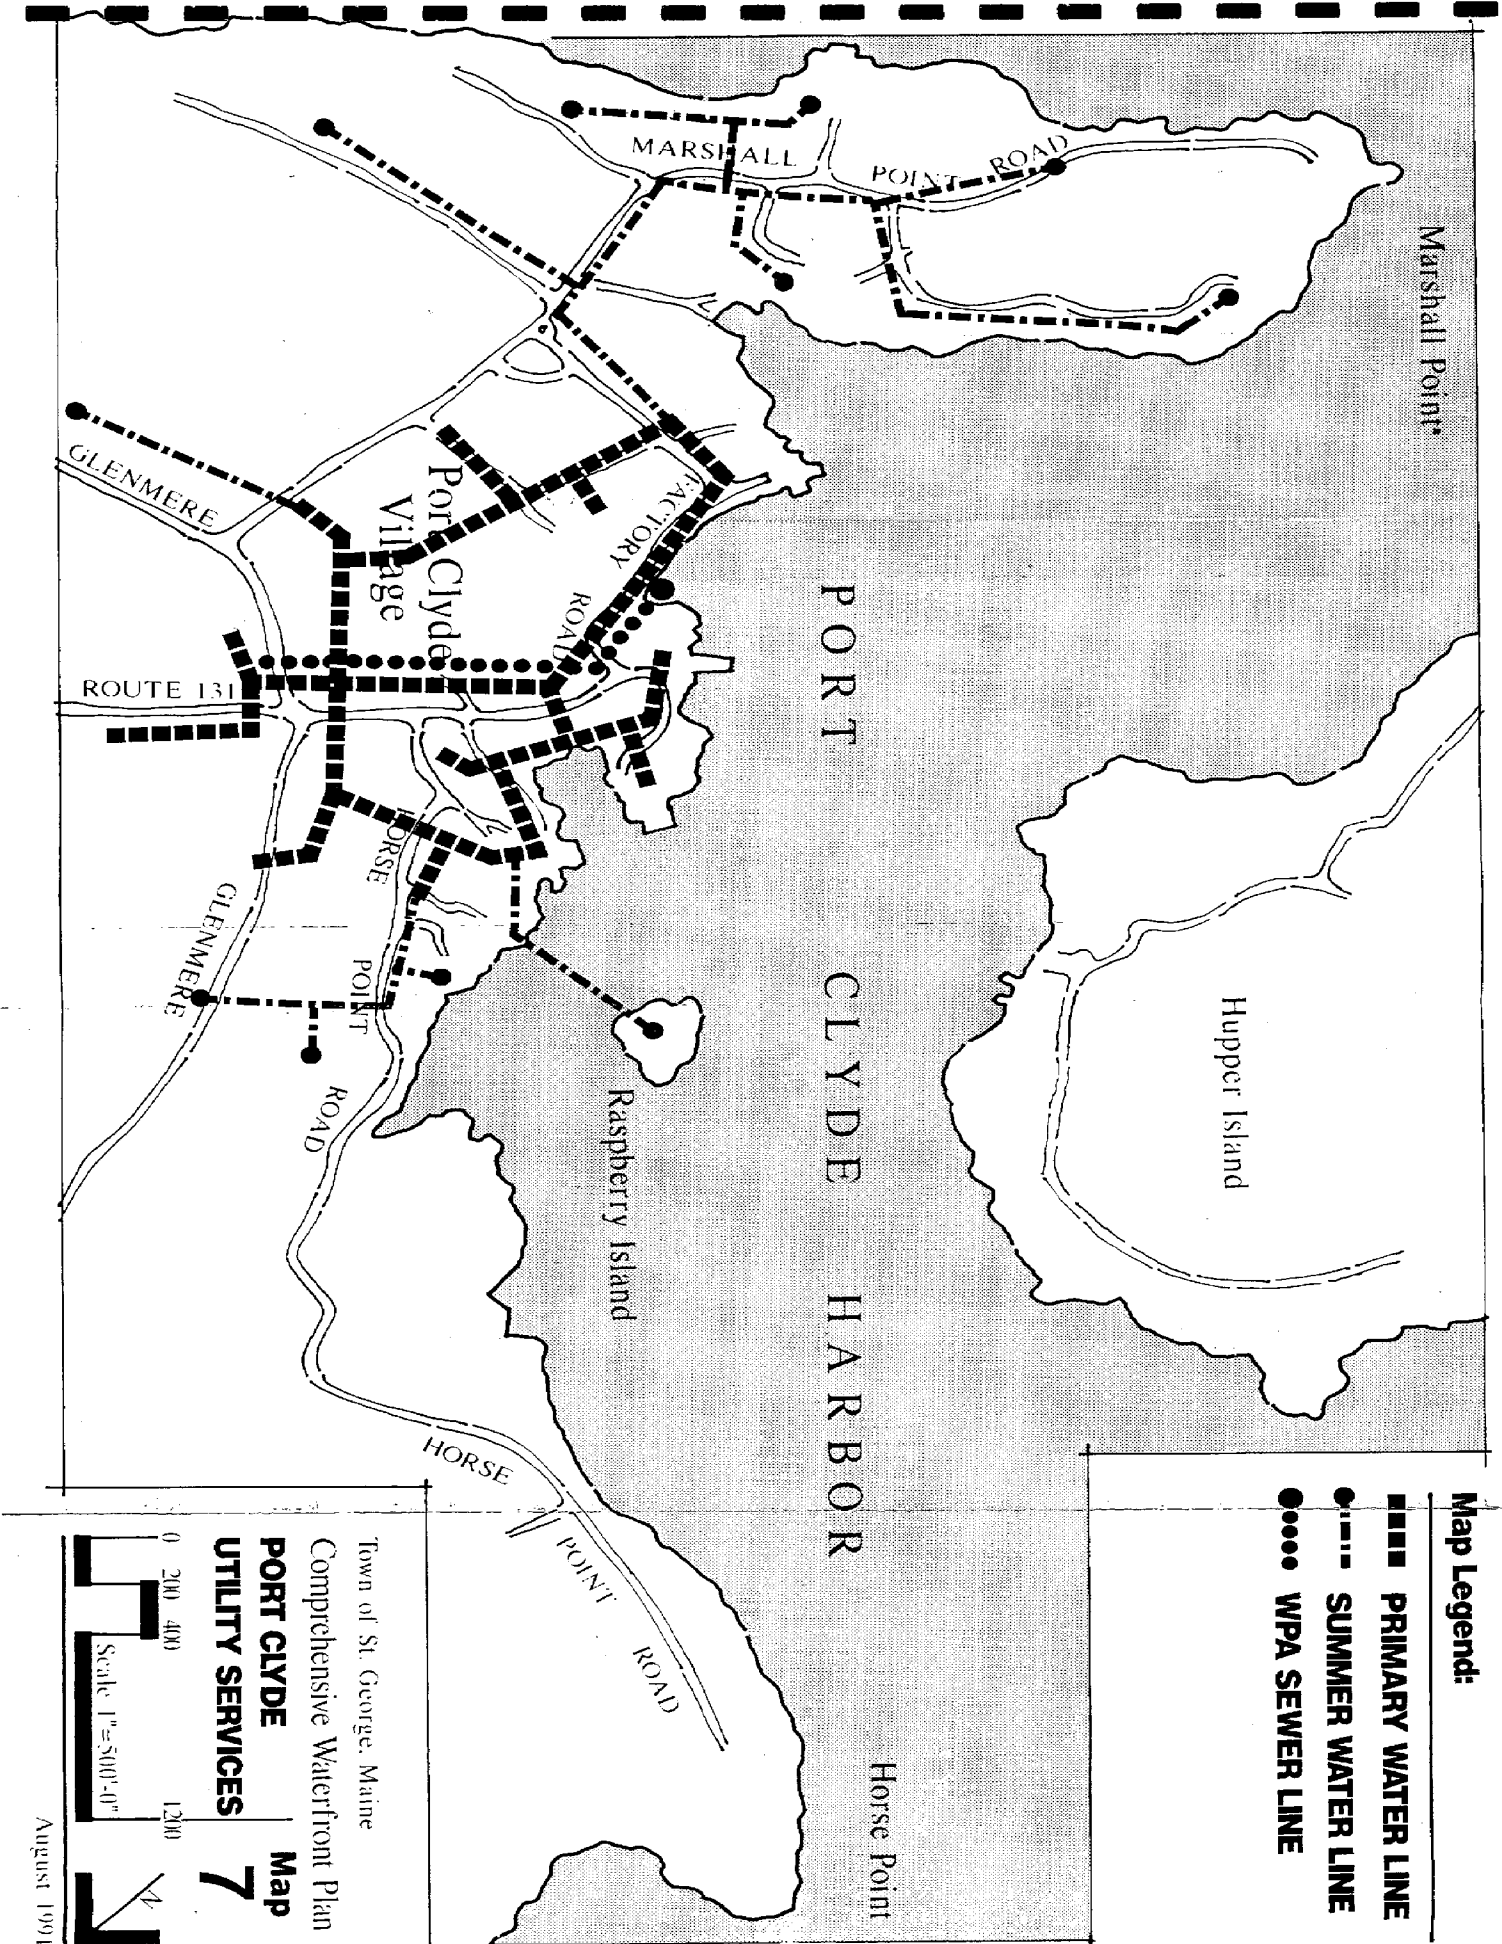 Map Legend:
PRIMARY WATER LINE
SUMMER WATER LINE
WPA SEWER LINE
Marshall Point
Hupper Island
PORT CLYDE HARBOR
Horse Point
Raspberry Island
MARSHALL POINT ROAD
FACTORY ROAD
Port Clyde
Village
GLENMERE
ROUTE 131
HORSE POINT ROAD
GLENMERE
HORSE POINT ROAD
Town of St. George, Maine
Comprehensive Waterfront Plan
PORT CLYDE
UTILITY SERVICES
Map
7
0 200 400 1200
Scale 1"=500'-0"
N
August 1991